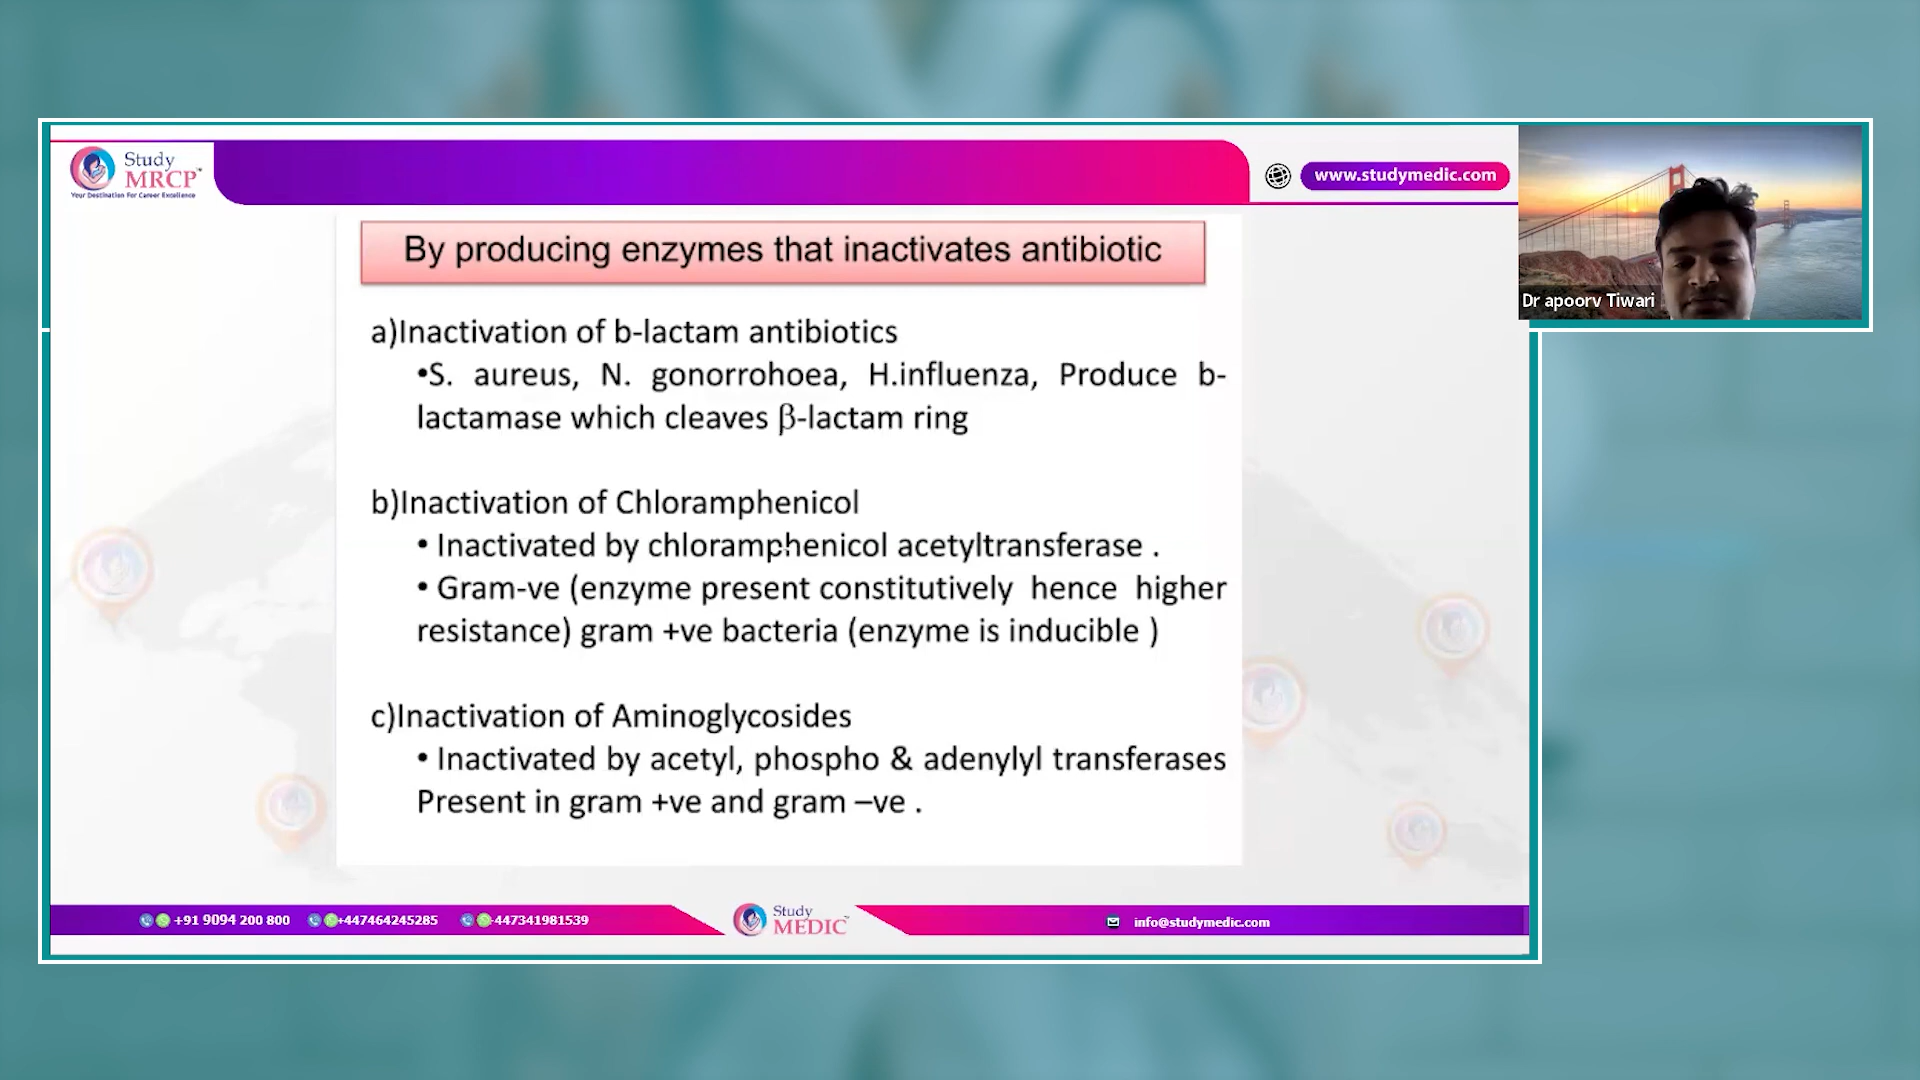 Study
MRCP
Your Destination For Career Excellence
www.studymedic.com
Dr apoorv Tiwari
By producing enzymes that inactivates antibiotic
a)Inactivation of b-lactam antibiotics
•S. aureus, N. gonorrohoea, H.influenza, Produce b-
lactamase which cleaves β-lactam ring
b)Inactivation of Chloramphenicol
• Inactivated by chloramphenicol acetyltransferase .
• Gram-ve (enzyme present constitutively hence higher
resistance) gram +ve bacteria (enzyme is inducible )
c)Inactivation of Aminoglycosides
• Inactivated by acetyl, phospho & adenylyl transferases
Present in gram +ve and gram –ve .
+91 9094 200 800 +447464245285 447341981539
Study
MEDIC
info@studymedic.com